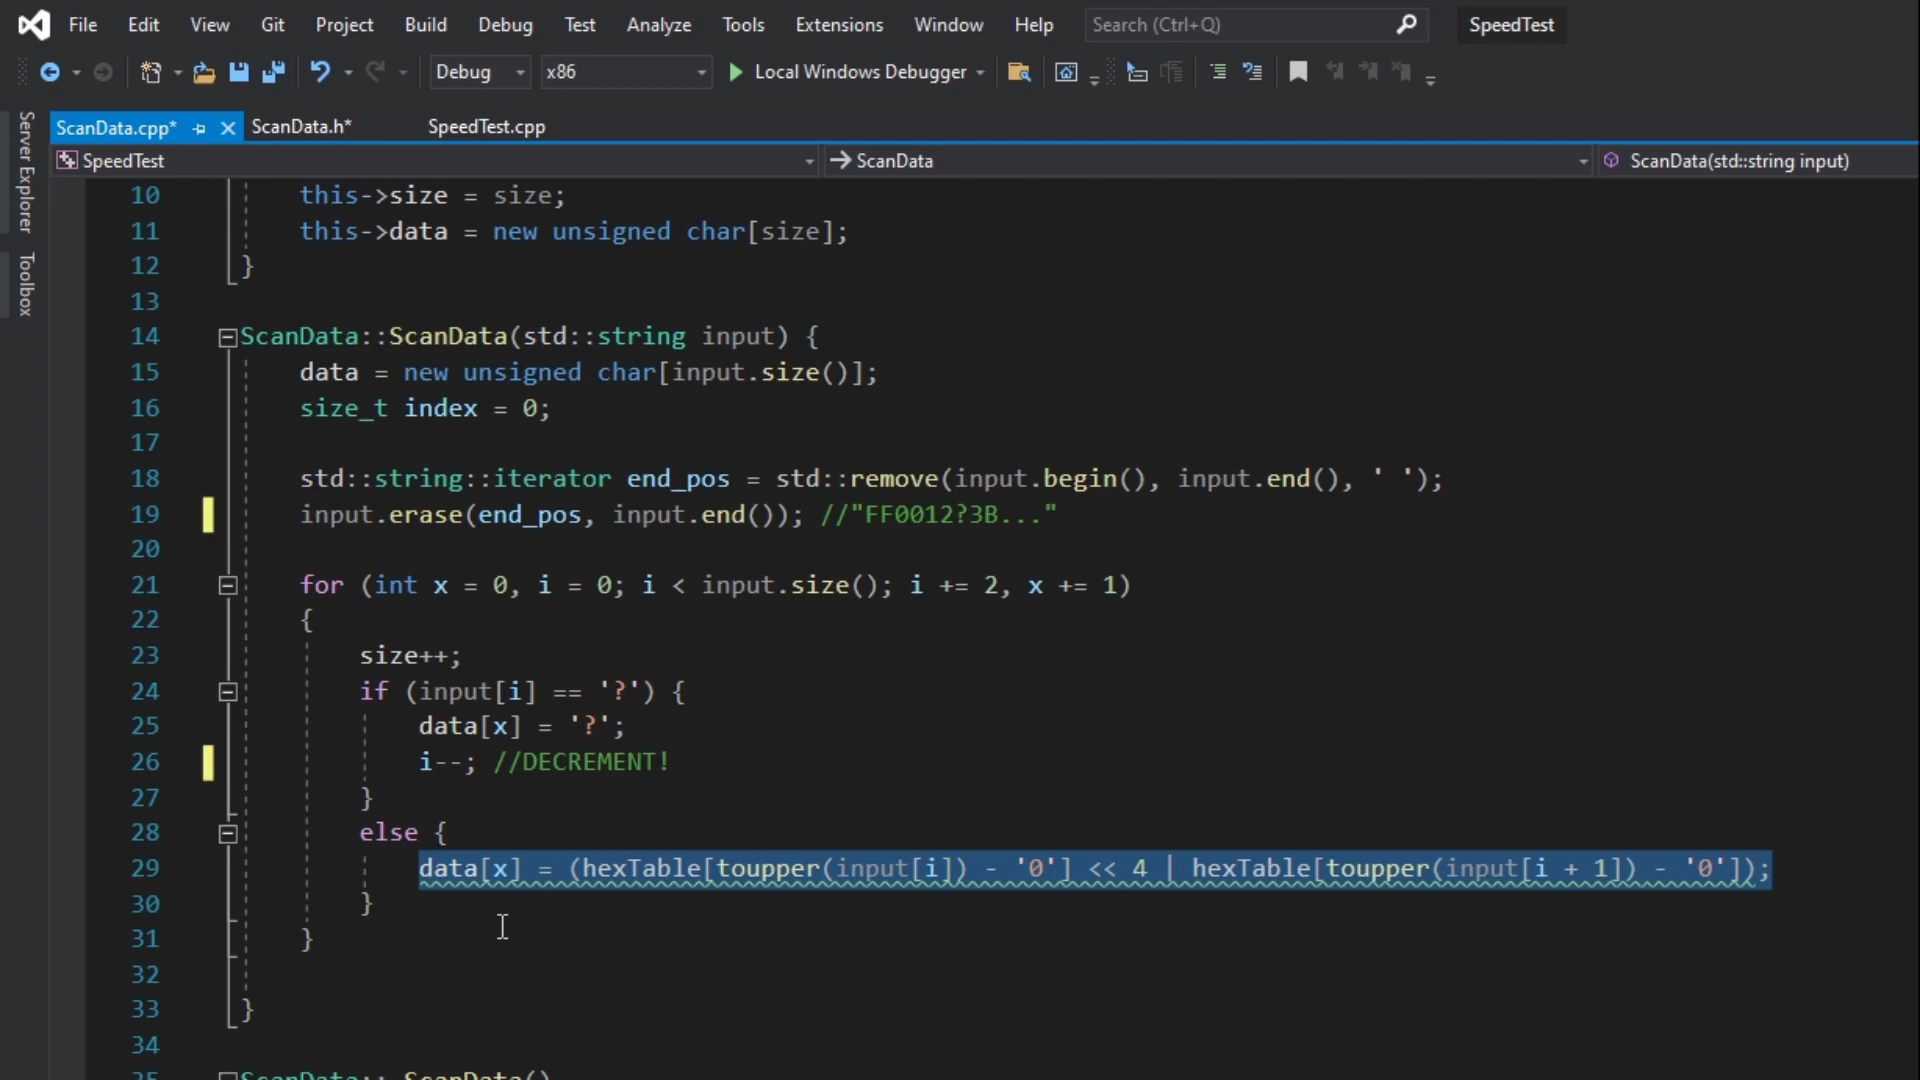 File Edit View Git Project Build Debug Test Analyze Tools Extensions Window Help Search (Ctrl+Q) SpeedTest
Debug x86 Local Windows Debugger
Server Explorer
Toolbox
ScanData.cpp* ScanData.h* SpeedTest.cpp
SpeedTest ScanData ScanData(std::string input)
10 this->size = size;
11 this->data = new unsigned char[size];
12 }
13
14 ScanData::ScanData(std::string input) {
15 data = new unsigned char[input.size()];
16 size_t index = 0;
17
18 std::string::iterator end_pos = std::remove(input.begin(), input.end(), ' ');
19 input.erase(end_pos, input.end()); //"FF0012?3B..."
20
21 for (int x = 0, i = 0; i < input.size(); i += 2, x += 1)
22 {
23 size++;
24 if (input[i] == '?') {
25 data[x] = '?';
26 i--; //DECREMENT!
27 }
28 else {
29 data[x] = (hexTable[toupper(input[i]) - '0'] << 4 | hexTable[toupper(input[i + 1]) - '0']);
30 }
31 }
32
33 }
34